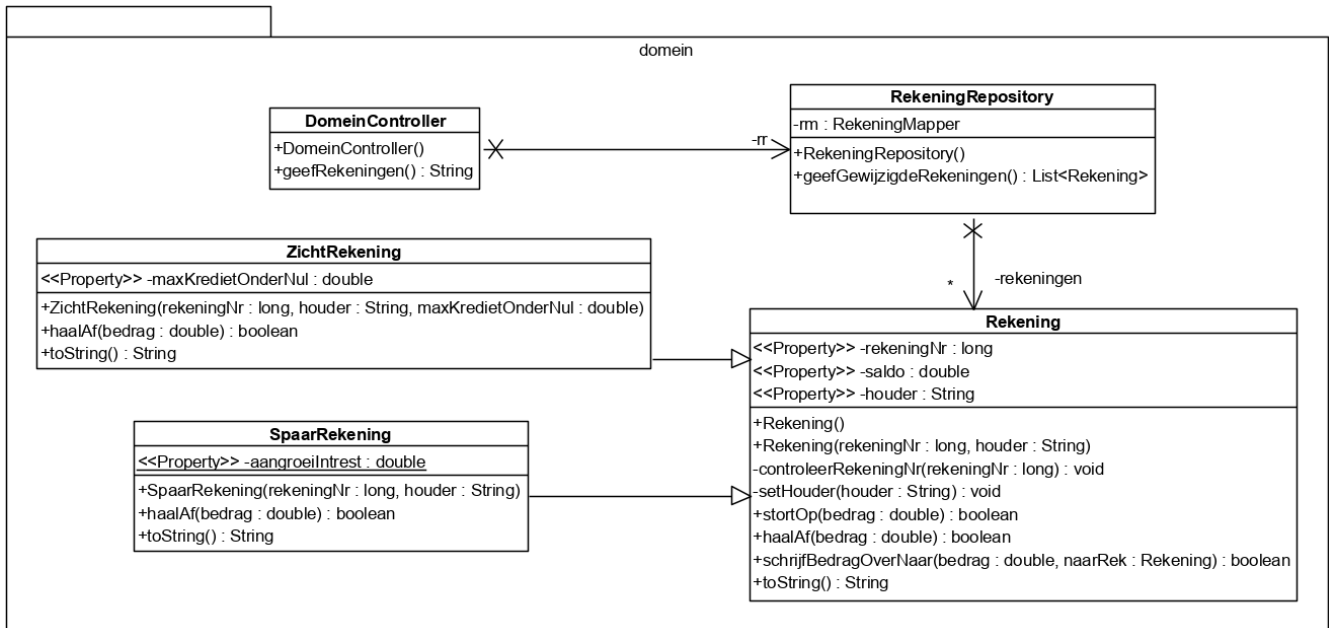 domein
DomeinController
+DomeinController()
+geefRekeningen() : String
-rr
RekeningRepository
-rm : RekeningMapper
+RekeningRepository()
+geefGewijzigdeRekeningen() : List<Rekening>
*
-rekeningen
ZichtRekening
<<Property>> -maxKredietOnderNul : double
+ZichtRekening(rekeningNr : long, houder : String, maxKredietOnderNul : double)
+haalAf(bedrag : double) : boolean
+toString() : String
SpaarRekening
<<Property>> -aangroeiIntrest : double
+SpaarRekening(rekeningNr : long, houder : String)
+haalAf(bedrag : double) : boolean
+toString() : String
Rekening
<<Property>> -rekeningNr : long
<<Property>> -saldo : double
<<Property>> -houder : String
+Rekening()
+Rekening(rekeningNr : long, houder : String)
-controleerRekeningNr(rekeningNr : long) : void
-setHouder(houder : String) : void
+stortOp(bedrag : double) : boolean
+haalAf(bedrag : double) : boolean
+schrijfBedragOverNaar(bedrag : double, naarRek : Rekening) : boolean
+toString() : String